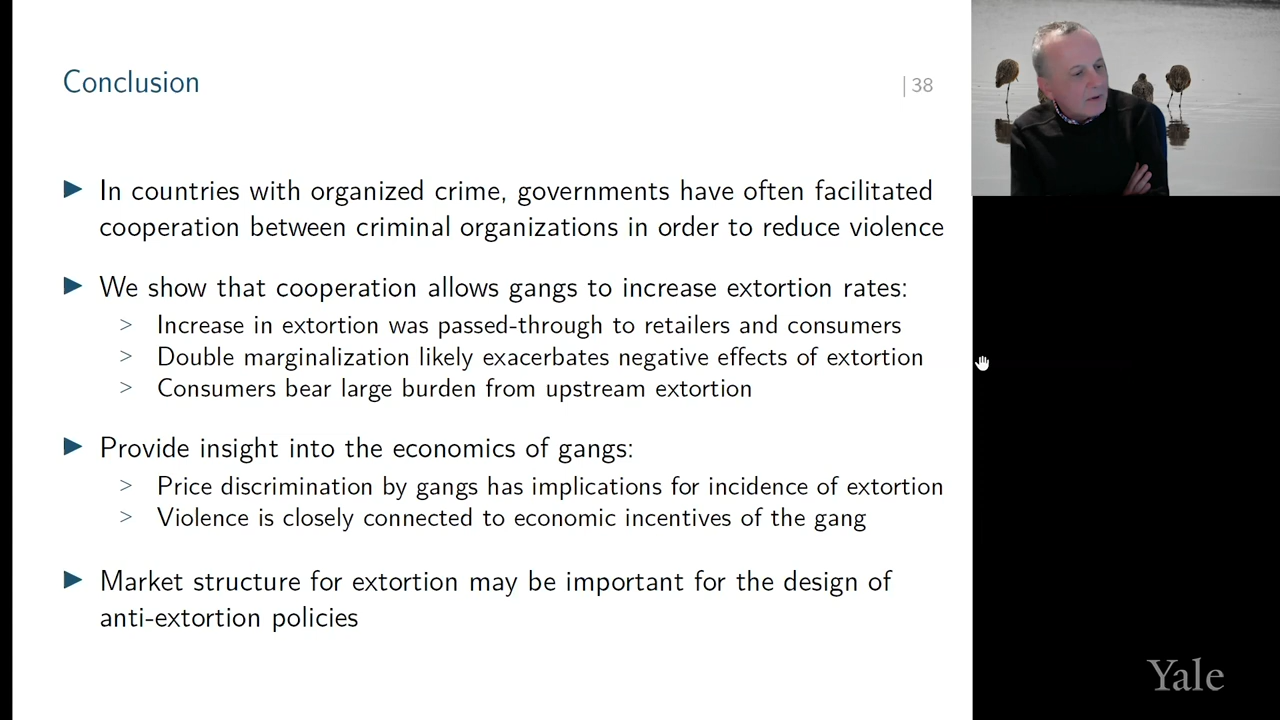 Conclusion
| 38
▶ In countries with organized crime, governments have often facilitated
cooperation between criminal organizations in order to reduce violence
▶ We show that cooperation allows gangs to increase extortion rates:
> Increase in extortion was passed-through to retailers and consumers
> Double marginalization likely exacerbates negative effects of extortion
> Consumers bear large burden from upstream extortion
▶ Provide insight into the economics of gangs:
> Price discrimination by gangs has implications for incidence of extortion
> Violence is closely connected to economic incentives of the gang
▶ Market structure for extortion may be important for the design of
anti-extortion policies
Yale